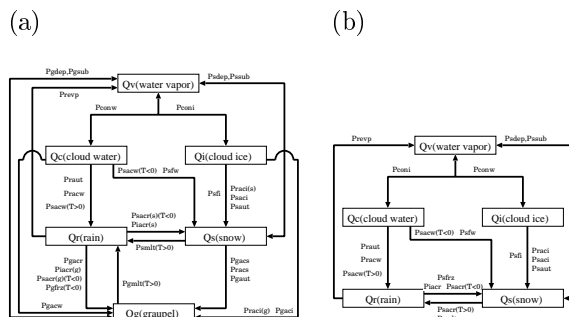 (a)
(b)
Pgdep,Pgsub
Qv(water vapor)
Psdep,Pssub
Prevp
Pconw
Pconi
Qc(cloud water)
Qi(cloud ice)
Psacw(T<0) Psfw
Praut
Pracw
Psacw(T>0)
Psfi
Praci(s)
Psaci
Psaut
Psacr(s)(T<0)
Piacr(s)
Qr(rain)
Qs(snow)
Psmlt(T>0)
Pgacr
Piacr(g)
Psacr(g)(T<0)
Pgfrz(T<0)
Pgmlt(T>0)
Pgacs
Pracs
Pgaut
Pgacw
Qg(graupel)
Praci(g) Pgaci
Prevp
Qv(water vapor)
Psdep,Pssub
Pconi
Pconw
Qc(cloud water)
Qi(cloud ice)
Psacw(T<0) Psfw
Praut
Pracw
Psacw(T>0)
Psfi
Praci
Psaci
Psaut
Psfrz
Piacr Psacr(T<0)
Qr(rain)
Qs(snow)
Psacr(T>0)